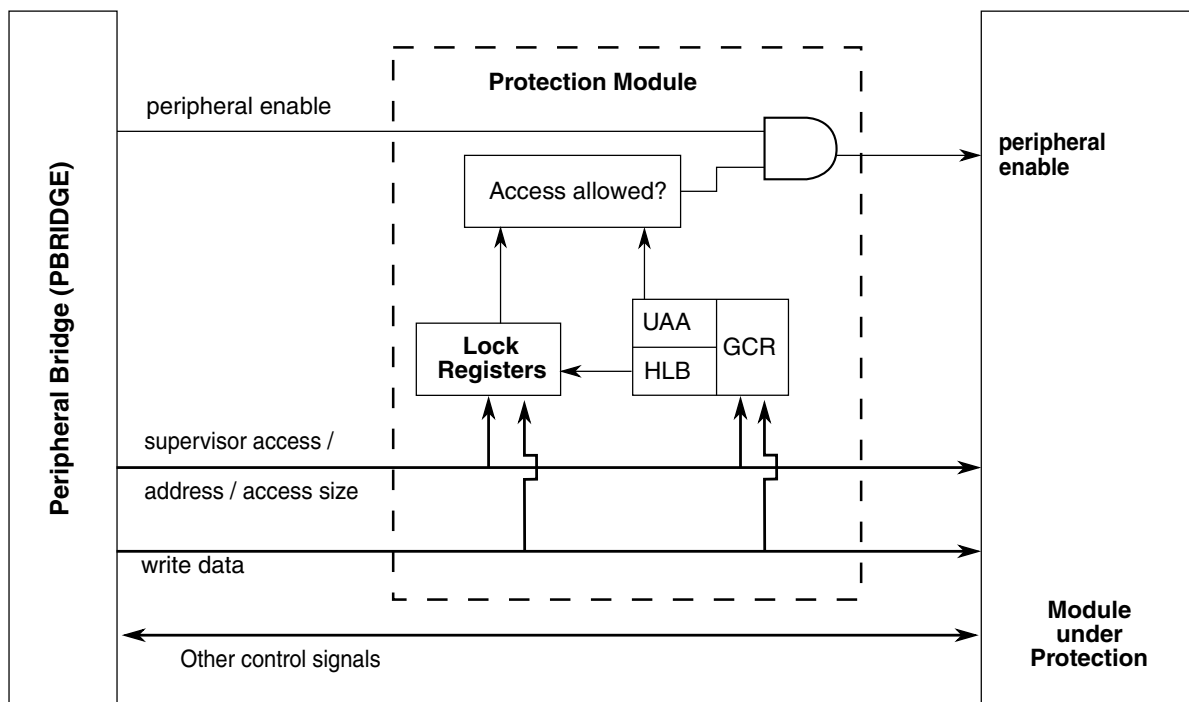 Peripheral Bridge (PBRIDGE)
Protection Module
peripheral enable
peripheral
enable
Access allowed?
UAA
GCR
HLB
Lock
Registers
supervisor access /
address / access size
write data
Other control signals
Module
under
Protection